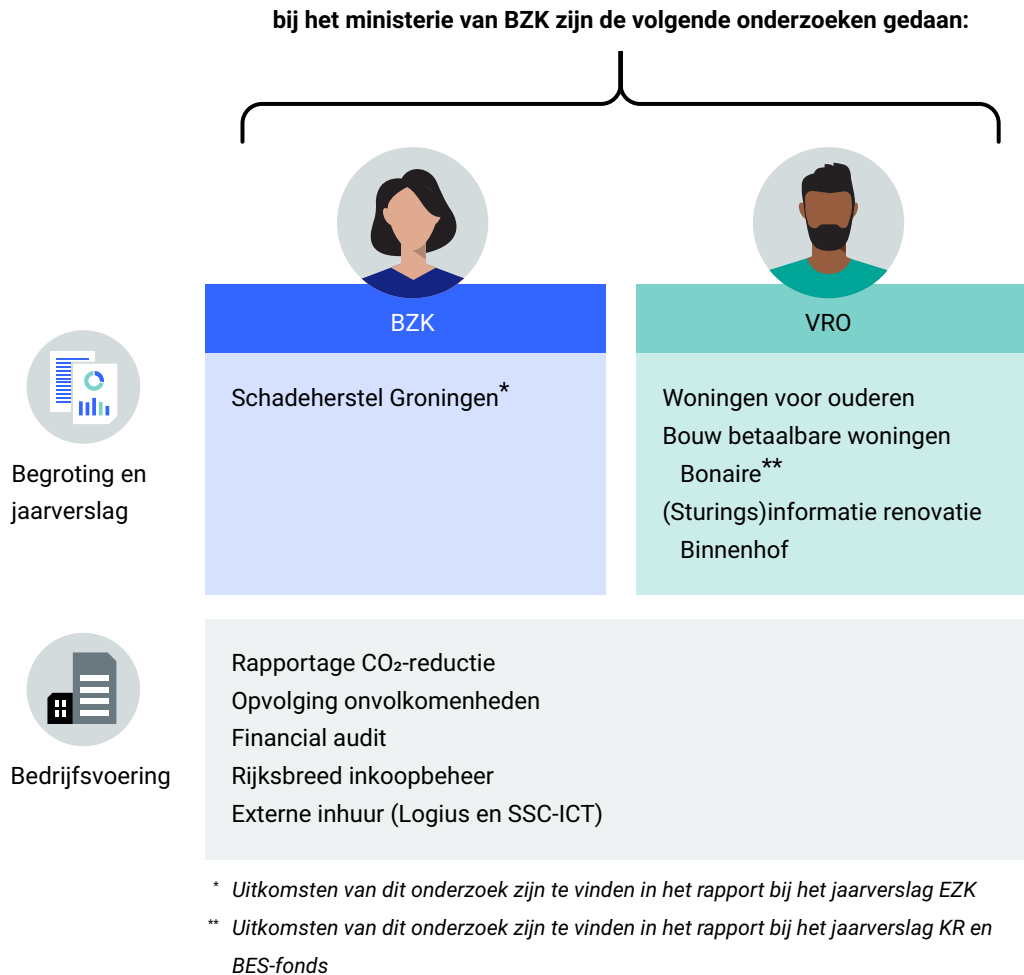 bij het ministerie van BZK zijn de volgende onderzoeken gedaan:
BZK
VRO
Begroting en
jaarverslag
Schadeherstel Groningen*
Woningen voor ouderen
Bouw betaalbare woningen
Bonaire**
(Sturings)informatie renovatie
Binnenhof
Bedrijfsvoering
Rapportage CO₂-reductie
Opvolging onvolkomenheden
Financial audit
Rijksbreed inkoopbeheer
Externe inhuur (Logius en SSC-ICT)
* Uitkomsten van dit onderzoek zijn te vinden in het rapport bij het jaarverslag EZK
** Uitkomsten van dit onderzoek zijn te vinden in het rapport bij het jaarverslag KR en
BES-fonds